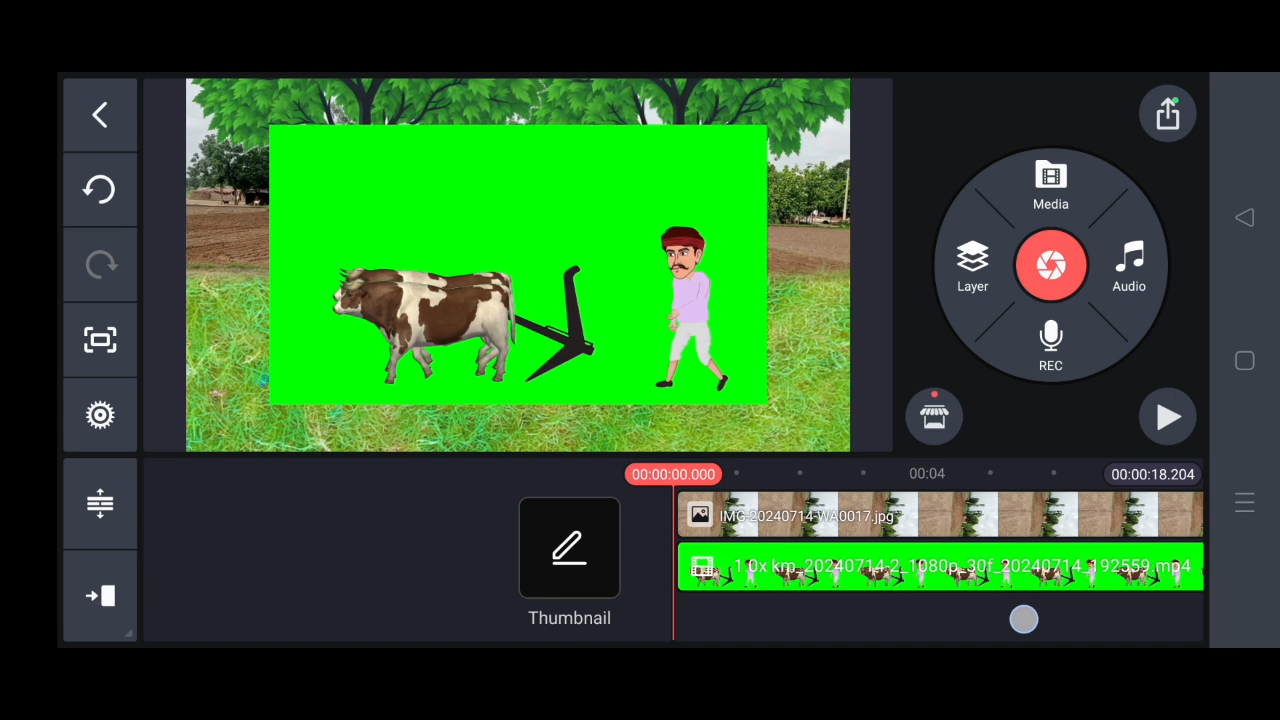 Media
Layer
Audio
REC
00:00:00.000
00:04
00:00:18.204
IMG-20240714-WA0017.jpg
1.0x km_20240714-2_1080p_30f_20240714_192559.mp4
Thumbnail